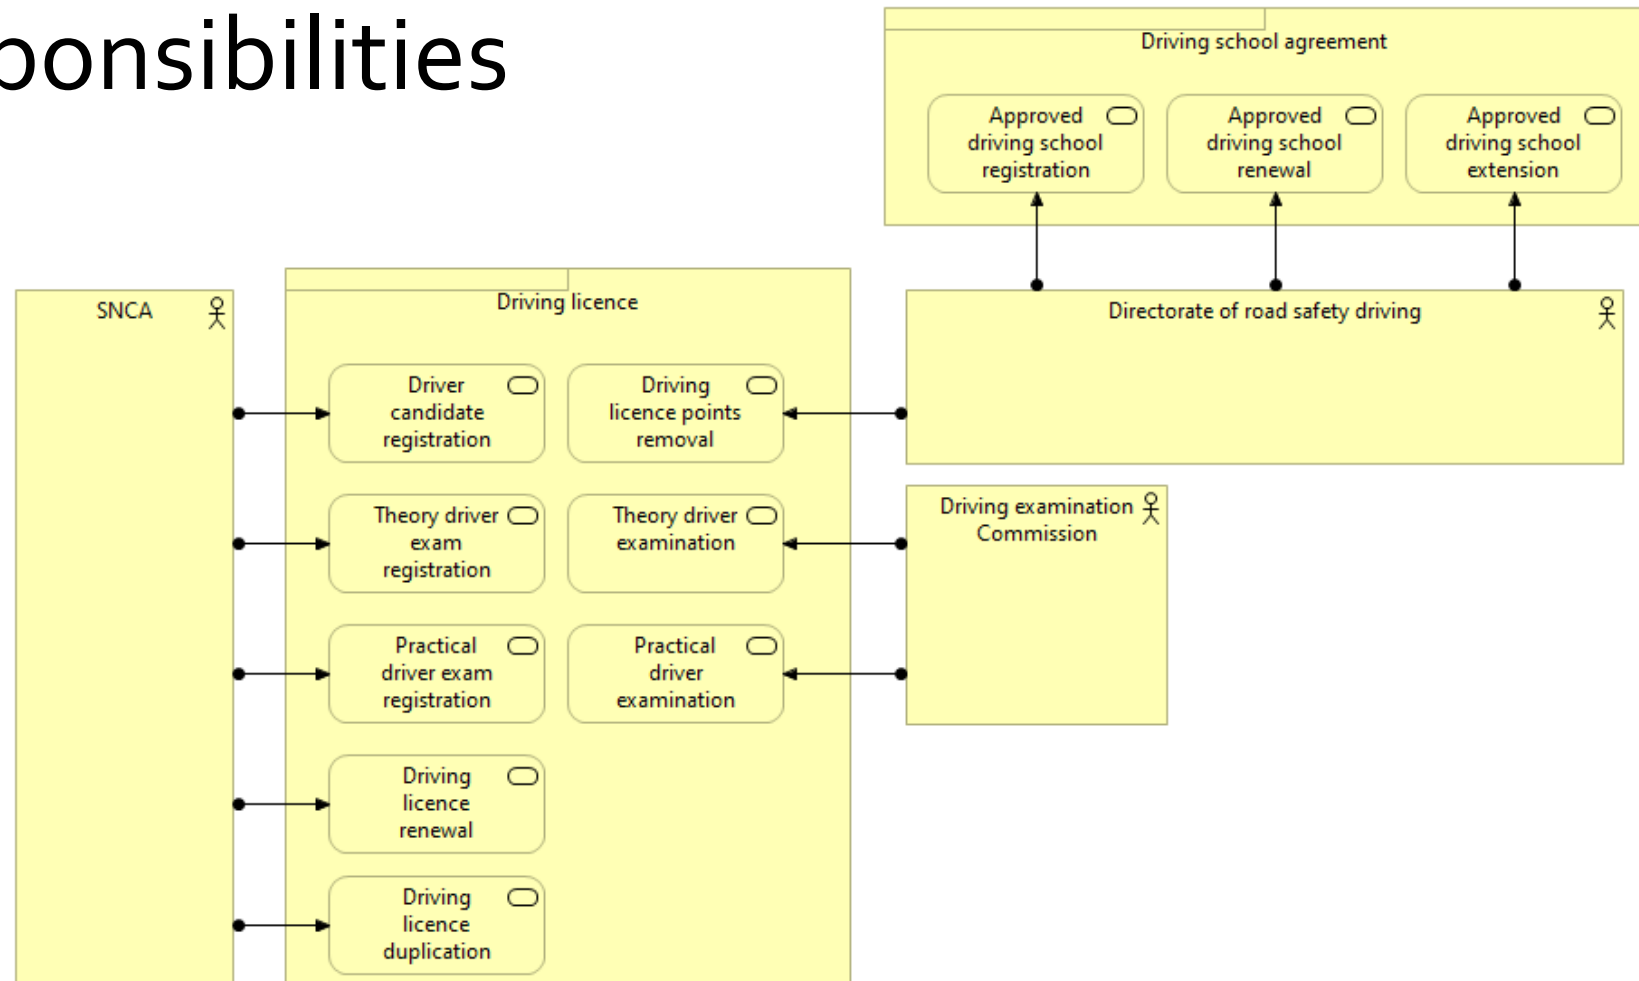 ponsibilities
Driving school agreement
Approved
driving school
registration
Approved
driving school
renewal
Approved
driving school
extension
SNCA
Driving licence
Directorate of road safety driving
Driver
candidate
registration
Driving
licence points
removal
Theory driver
exam
registration
Theory driver
examination
Driving examination
Commission
Practical
driver exam
registration
Practical
driver
examination
Driving
licence
renewal
Driving
licence
duplication